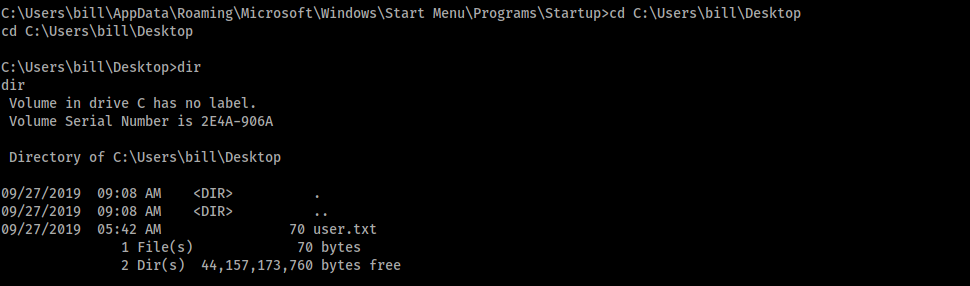 C:\Users\bill\AppData\Roaming\Microsoft\Windows\Start Menu\Programs\Startup>cd C:\Users\bill\Desktop
cd C:\Users\bill\Desktop
C:\Users\bill\Desktop>dir
dir
 Volume in drive C has no label.
 Volume Serial Number is 2E4A-906A
 Directory of C:\Users\bill\Desktop
09/27/2019  09:08 AM    <DIR>          .
09/27/2019  09:08 AM    <DIR>          ..
09/27/2019  05:42 AM                70 user.txt
               1 File(s)             70 bytes
               2 Dir(s)  44,157,173,760 bytes free